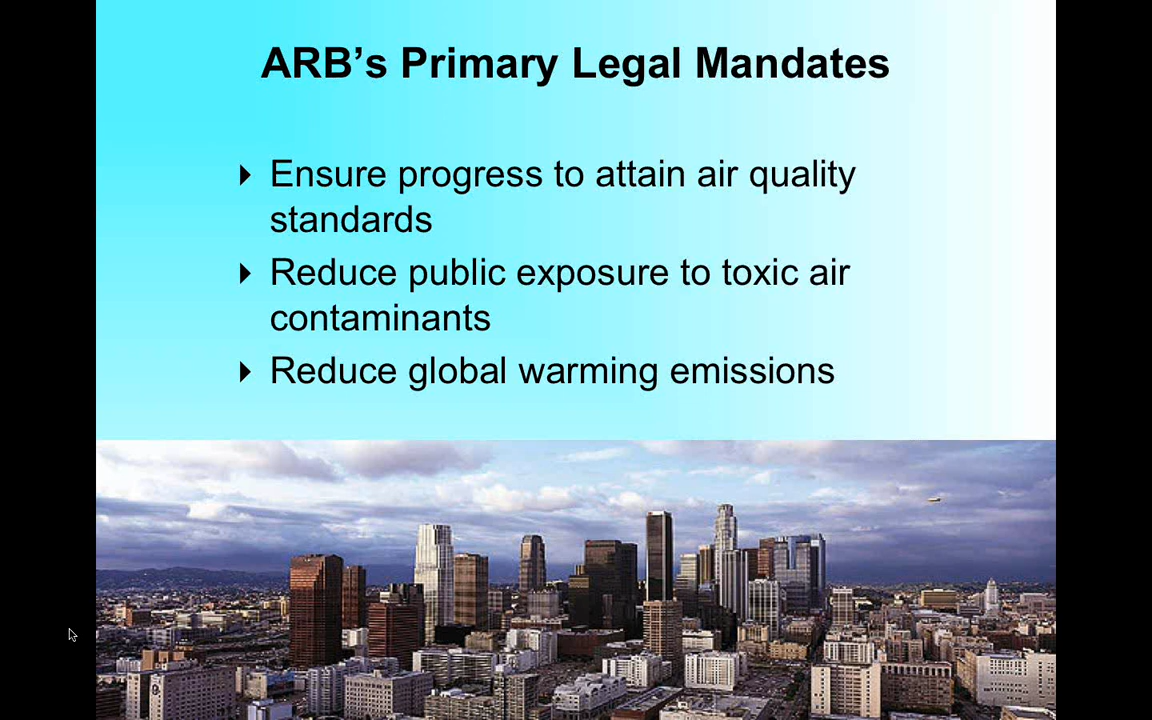 ARB’s Primary Legal Mandates
Ensure progress to attain air quality
standards
Reduce public exposure to toxic air
contaminants
Reduce global warming emissions